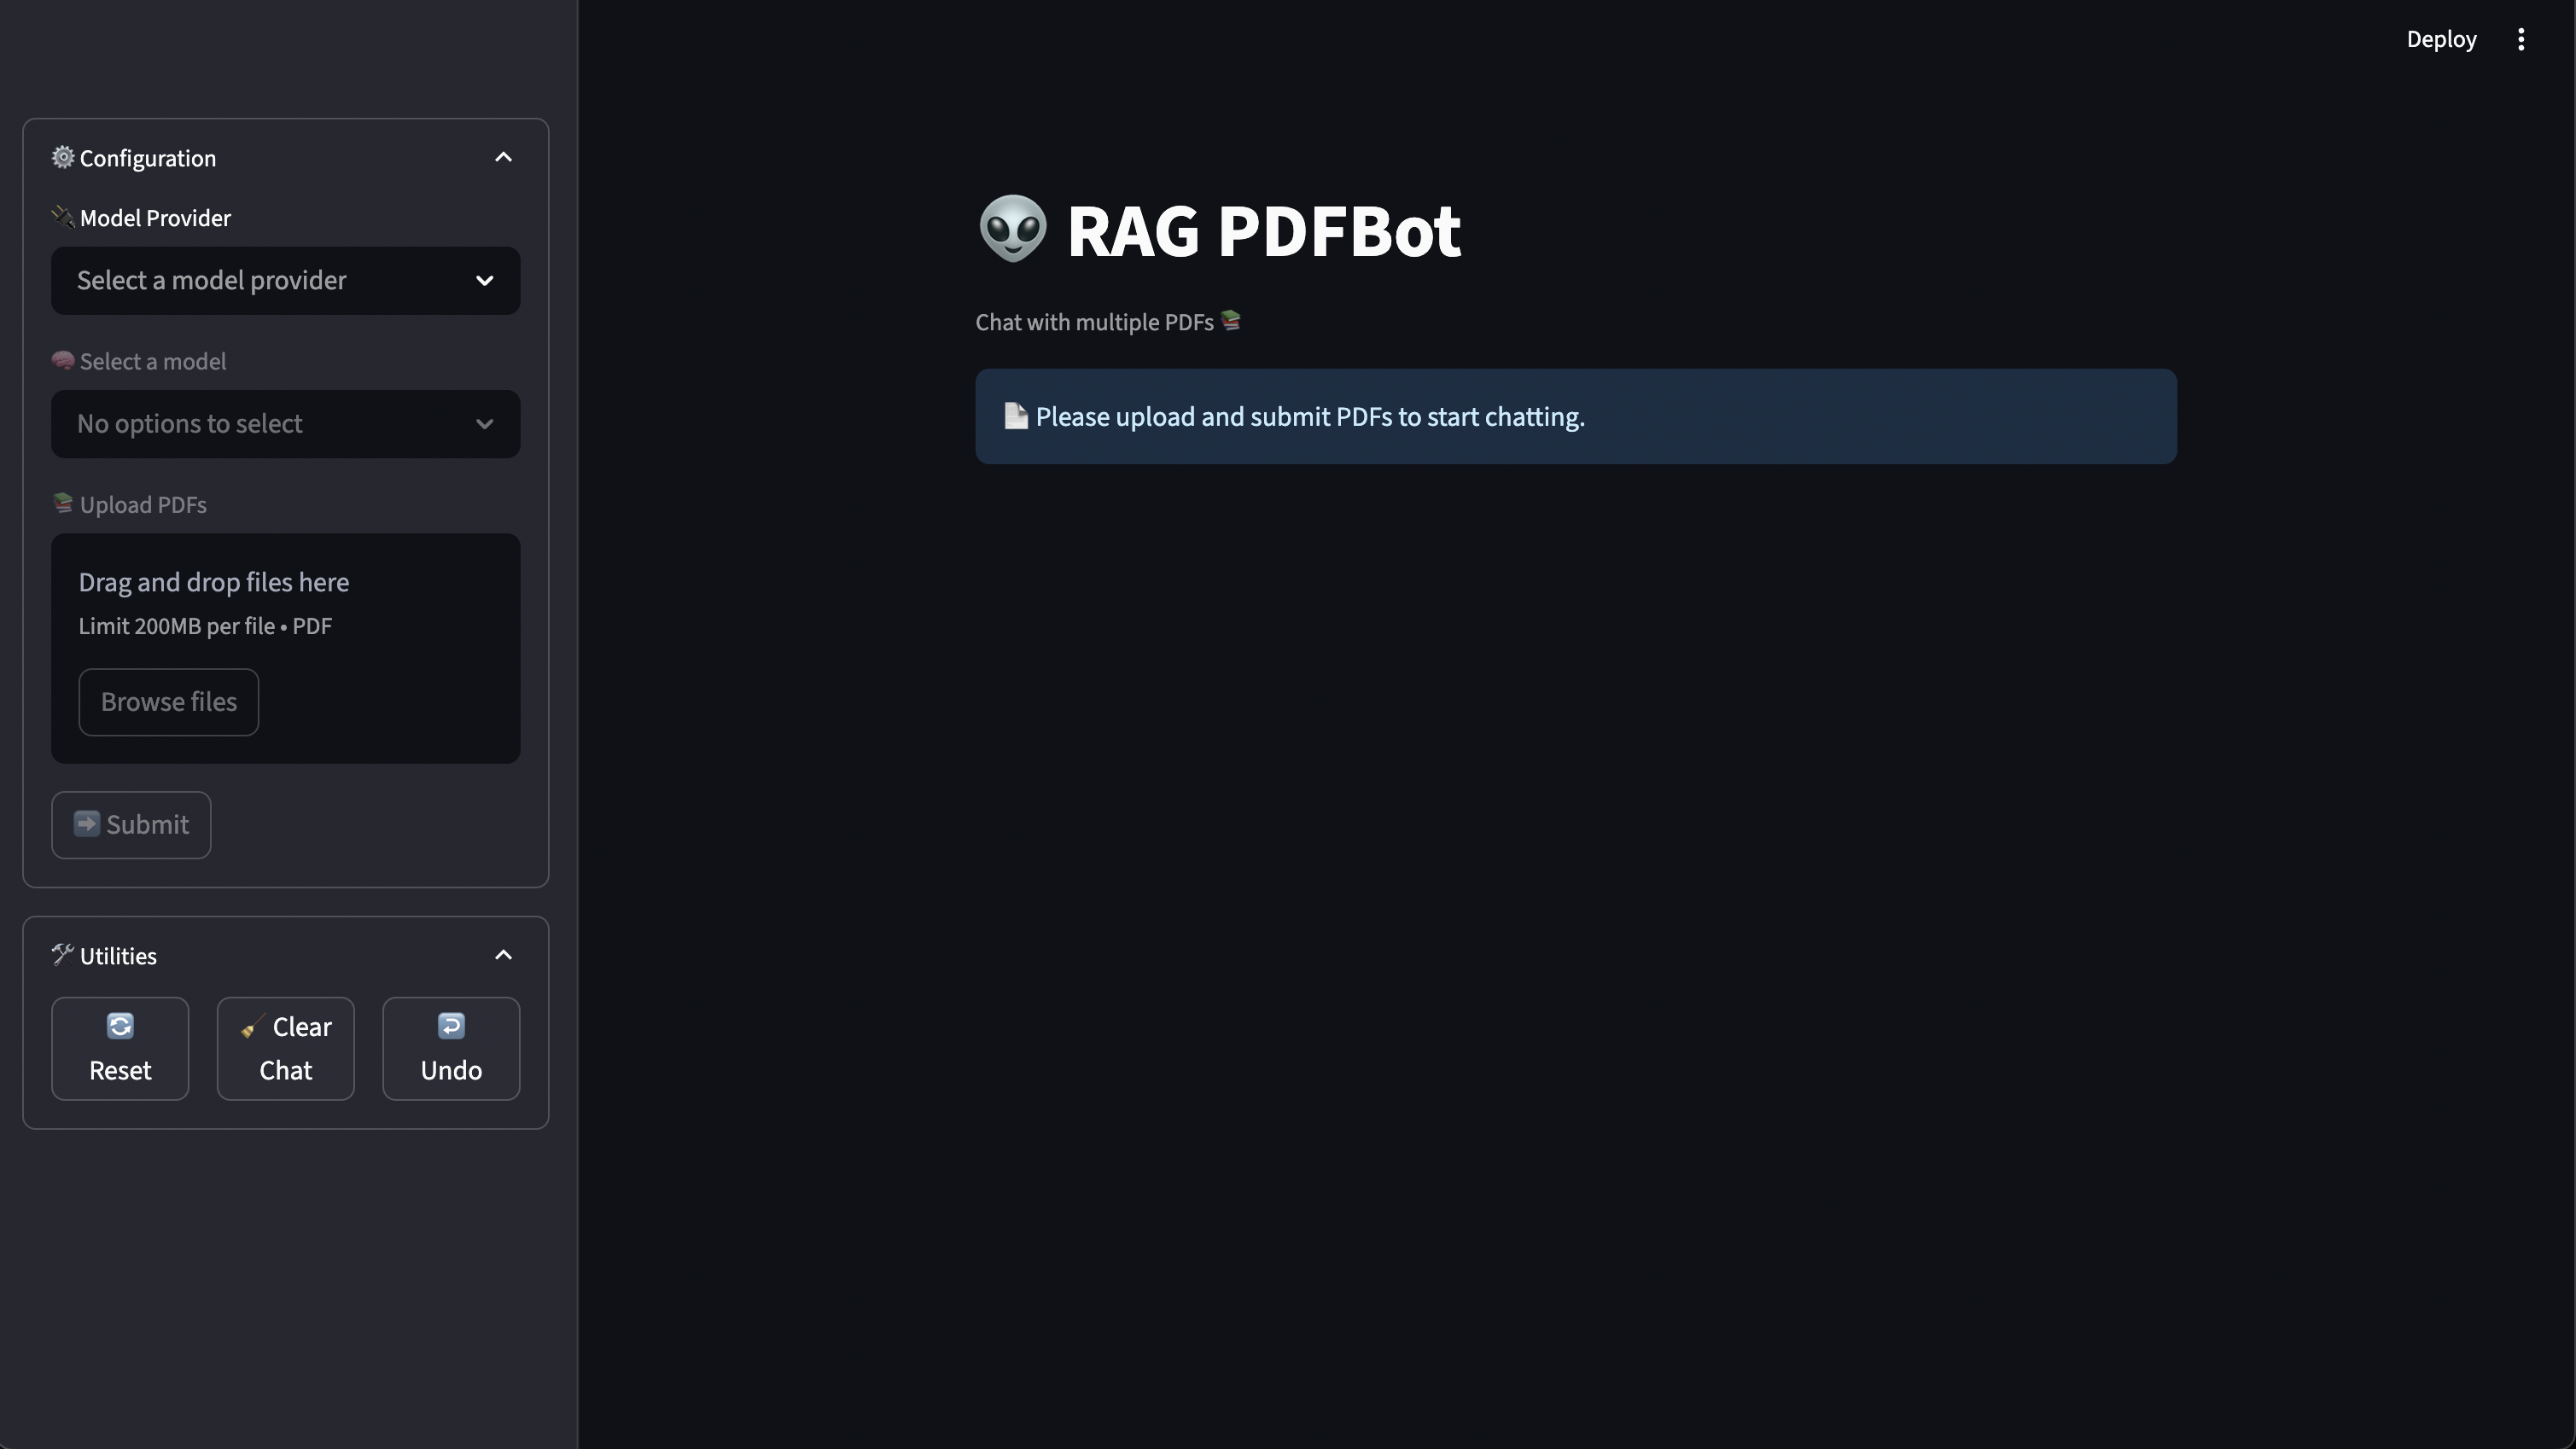 Deploy
⚙️ Configuration
🔌 Model Provider
Select a model provider
🧠 Select a model
No options to select
📚 Upload PDFs
Drag and drop files here
Limit 200MB per file • PDF
Browse files
➡️ Submit
🛠️ Utilities
🔄
Reset
🧹 Clear
Chat
↩️
Undo
👽 RAG PDFBot
Chat with multiple PDFs 📚
📄 Please upload and submit PDFs to start chatting.